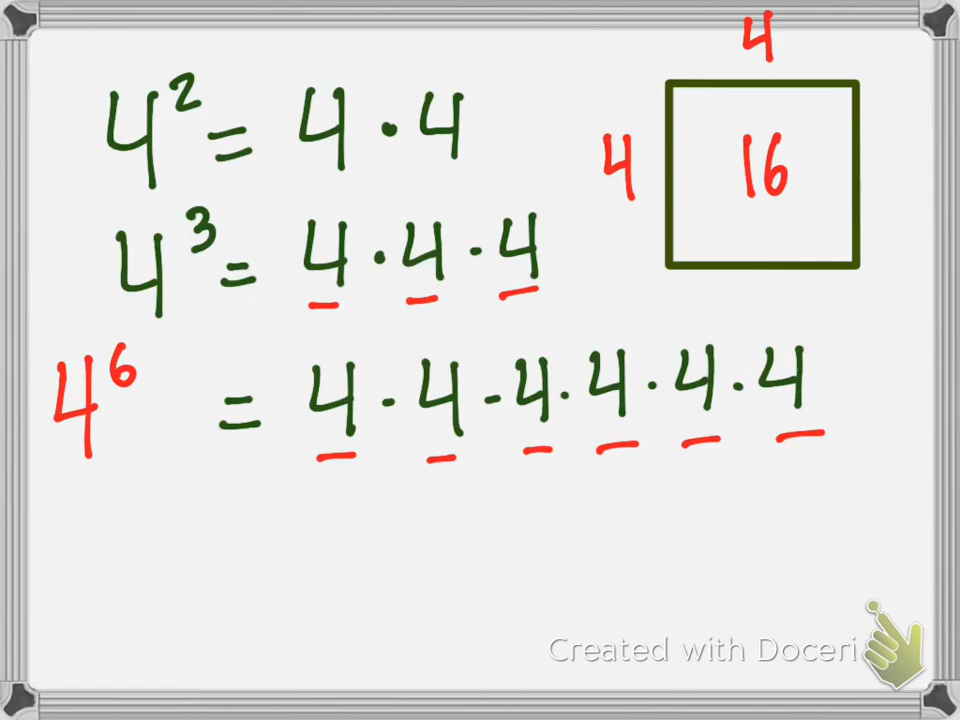 4² = 4 · 4
4
4
16
4³ = 4 · 4 · 4
4⁶ = 4 · 4 · 4 · 4 · 4 · 4
Created with Doceri